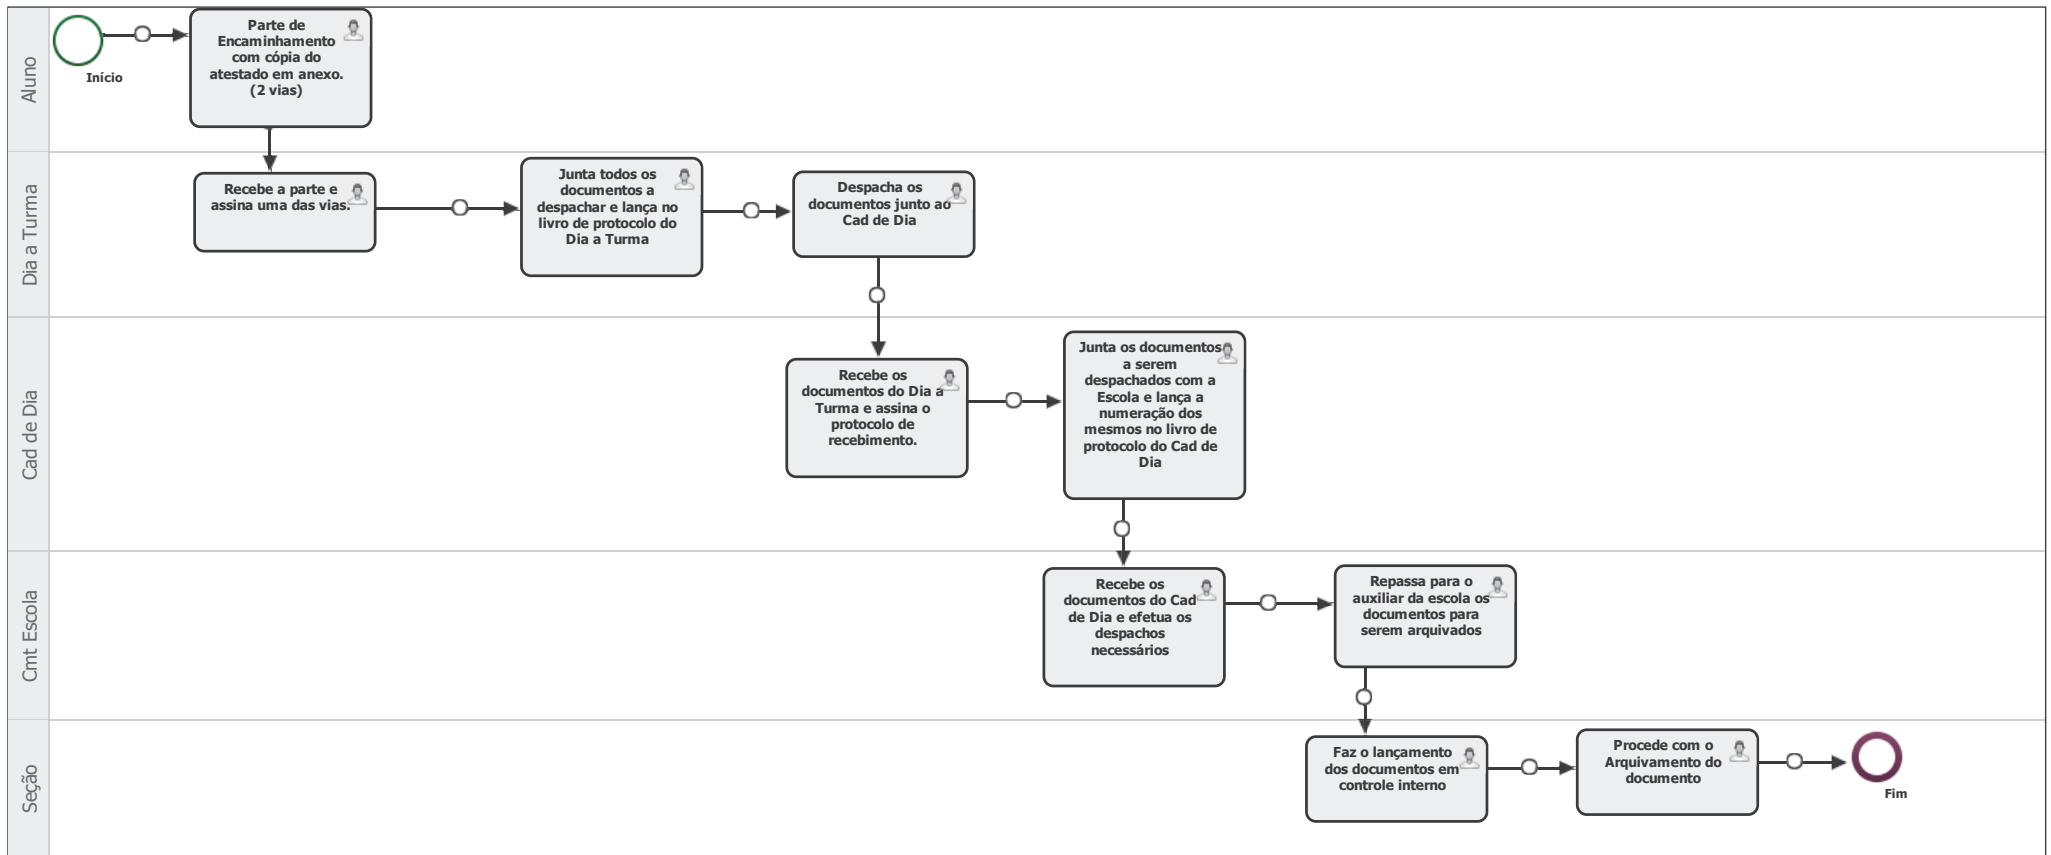 Aluno
Início
Parte de
Encaminhamento
com cópia do
atestado em anexo.
(2 vias)
Dia a Turma
Recebe a parte e
assina uma das vias.
Junta todos os
documentos a
despachar e lança no
livro de protocolo do
Dia a Turma
Despacha os
documentos junto ao
Cad de Dia
Cad de Dia
Recebe os
documentos do Dia a
Turma e assina o
protocolo de
recebimento.
Junta os documentos
a serem
despachados com a
Escola e lança a
numeração dos
mesmos no livro de
protocolo do Cad de
Dia
Cmt Escola
Recebe os
documentos do Cad
de Dia e efetua os
despachos
necessários
Repassa para o
auxiliar da escola os
documentos para
serem arquivados
Seção
Faz o lançamento
dos documentos em
controle interno
Procede com o
Arquivamento do
documento
Fim